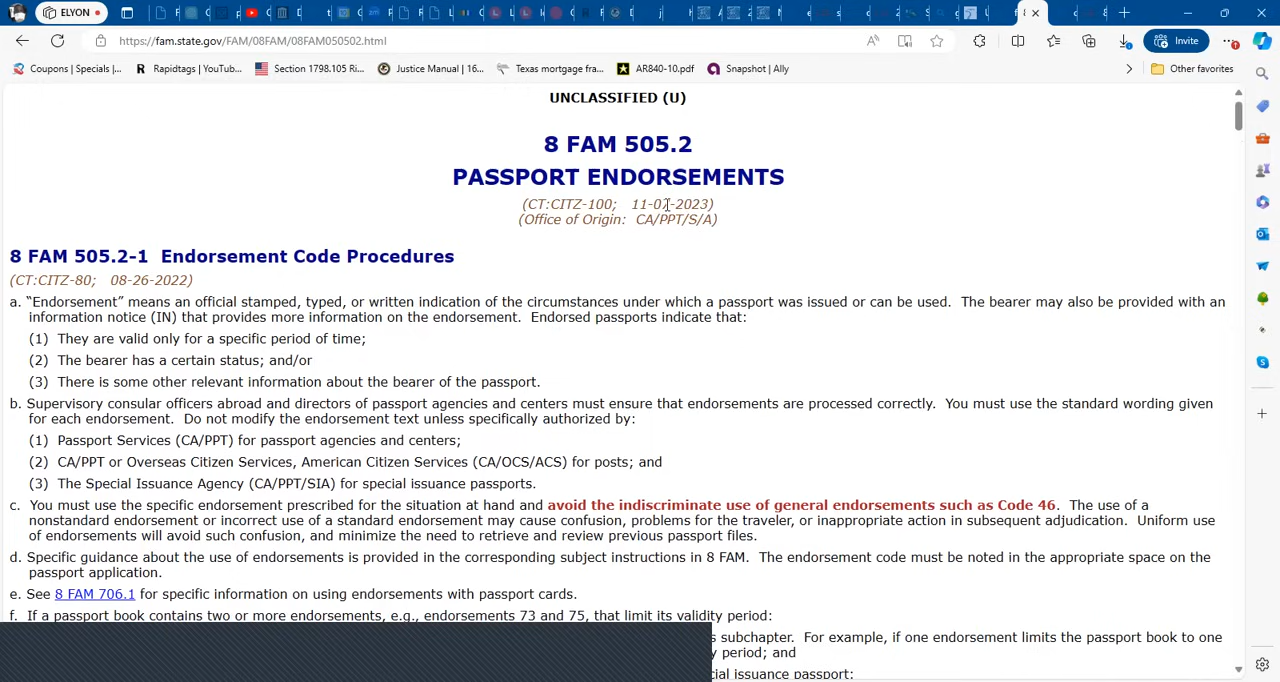 ELYON
https://fam.state.gov/FAM/08FAM/08FAM050502.html
Invite
Coupons | Specials |...
Rapidtags | YouTub...
Section 1798.105 Ri...
Justice Manual | 16...
Texas mortgage fra...
AR840-10.pdf
Snapshot | Ally
Other favorites
UNCLASSIFIED (U)
8 FAM 505.2
PASSPORT ENDORSEMENTS
(CT:CITZ-100; 11-07-2023)
(Office of Origin: CA/PPT/S/A)
8 FAM 505.2-1 Endorsement Code Procedures
(CT:CITZ-80; 08-26-2022)
a. “Endorsement” means an official stamped, typed, or written indication of the circumstances under which a passport was issued or can be used. The bearer may also be provided with an
information notice (IN) that provides more information on the endorsement. Endorsed passports indicate that:
(1) They are valid only for a specific period of time;
(2) The bearer has a certain status; and/or
(3) There is some other relevant information about the bearer of the passport.
b. Supervisory consular officers abroad and directors of passport agencies and centers must ensure that endorsements are processed correctly. You must use the standard wording given
for each endorsement. Do not modify the endorsement text unless specifically authorized by:
(1) Passport Services (CA/PPT) for passport agencies and centers;
(2) CA/PPT or Overseas Citizen Services, American Citizen Services (CA/OCS/ACS) for posts; and
(3) The Special Issuance Agency (CA/PPT/SIA) for special issuance passports.
c. You must use the specific endorsement prescribed for the situation at hand and avoid the indiscriminate use of general endorsements such as Code 46. The use of a
nonstandard endorsement or incorrect use of a standard endorsement may cause confusion, problems for the traveler, or inappropriate action in subsequent adjudication. Uniform use
of endorsements will avoid such confusion, and minimize the need to retrieve and review previous passport files.
d. Specific guidance about the use of endorsements is provided in the corresponding subject instructions in 8 FAM. The endorsement code must be noted in the appropriate space on the
passport application.
e. See 8 FAM 706.1 for specific information on using endorsements with passport cards.
f. If a passport book contains two or more endorsements, e.g., endorsements 73 and 75, that limit its validity period:
s subchapter. For example, if one endorsement limits the passport book to one
y period; and
cial issuance passport: